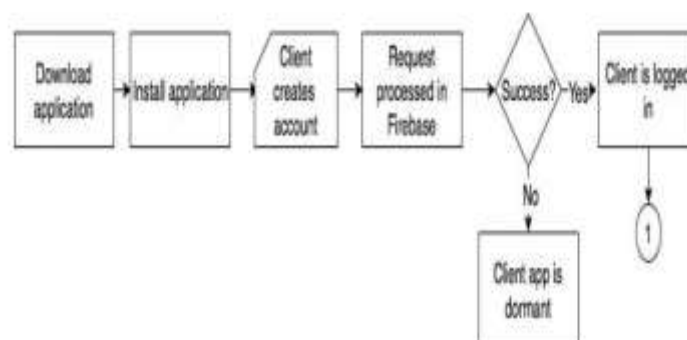 Download
application
Install application
Client
creates
account
Request
processed in
Firebase
Success?
Yes
Client is logged
in
No
1
Client app is
dormant